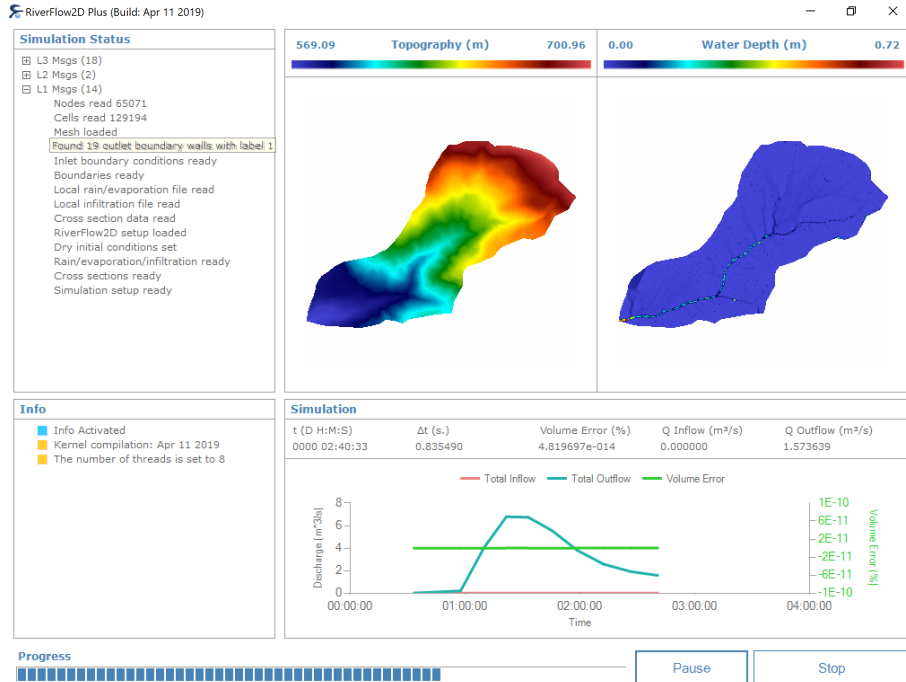 RiverFlow2D Plus (Build: Apr 11 2019)
Simulation Status
L3 Msgs (18)
L2 Msgs (2)
L1 Msgs (14)
Nodes read 65071
Cells read 129194
Mesh loaded
Found 19 outlet boundary walls with label 1
Inlet boundary conditions ready
Boundaries ready
Local rain/evaporation file read
Local infiltration file read
Cross section data read
RiverFlow2D setup loaded
Dry initial conditions set
Rain/evaporation/infiltration ready
Cross sections ready
Simulation setup ready
569.09 Topography (m) 700.96
0.00 Water Depth (m) 0.72
Info
Info Activated
Kernel compilation: Apr 11 2019
The number of threads is set to 8
Simulation
t (D H:M:S) Δt (s.) Volume Error (%) Q Inflow (m³/s) Q Outflow (m³/s)
0000 02:40:33 0.835490 4.819697e-014 0.000000 1.573639
Total Inflow Total Outflow Volume Error
Discharge [m^3/s]
8
6
4
2
0
1E-10
6E-11
2E-11
-2E-11
-6E-11
-1E-10
Volume Error (%]
00:00:00 01:00:00 02:00:00 03:00:00 04:00:00
Time
Progress
Pause Stop